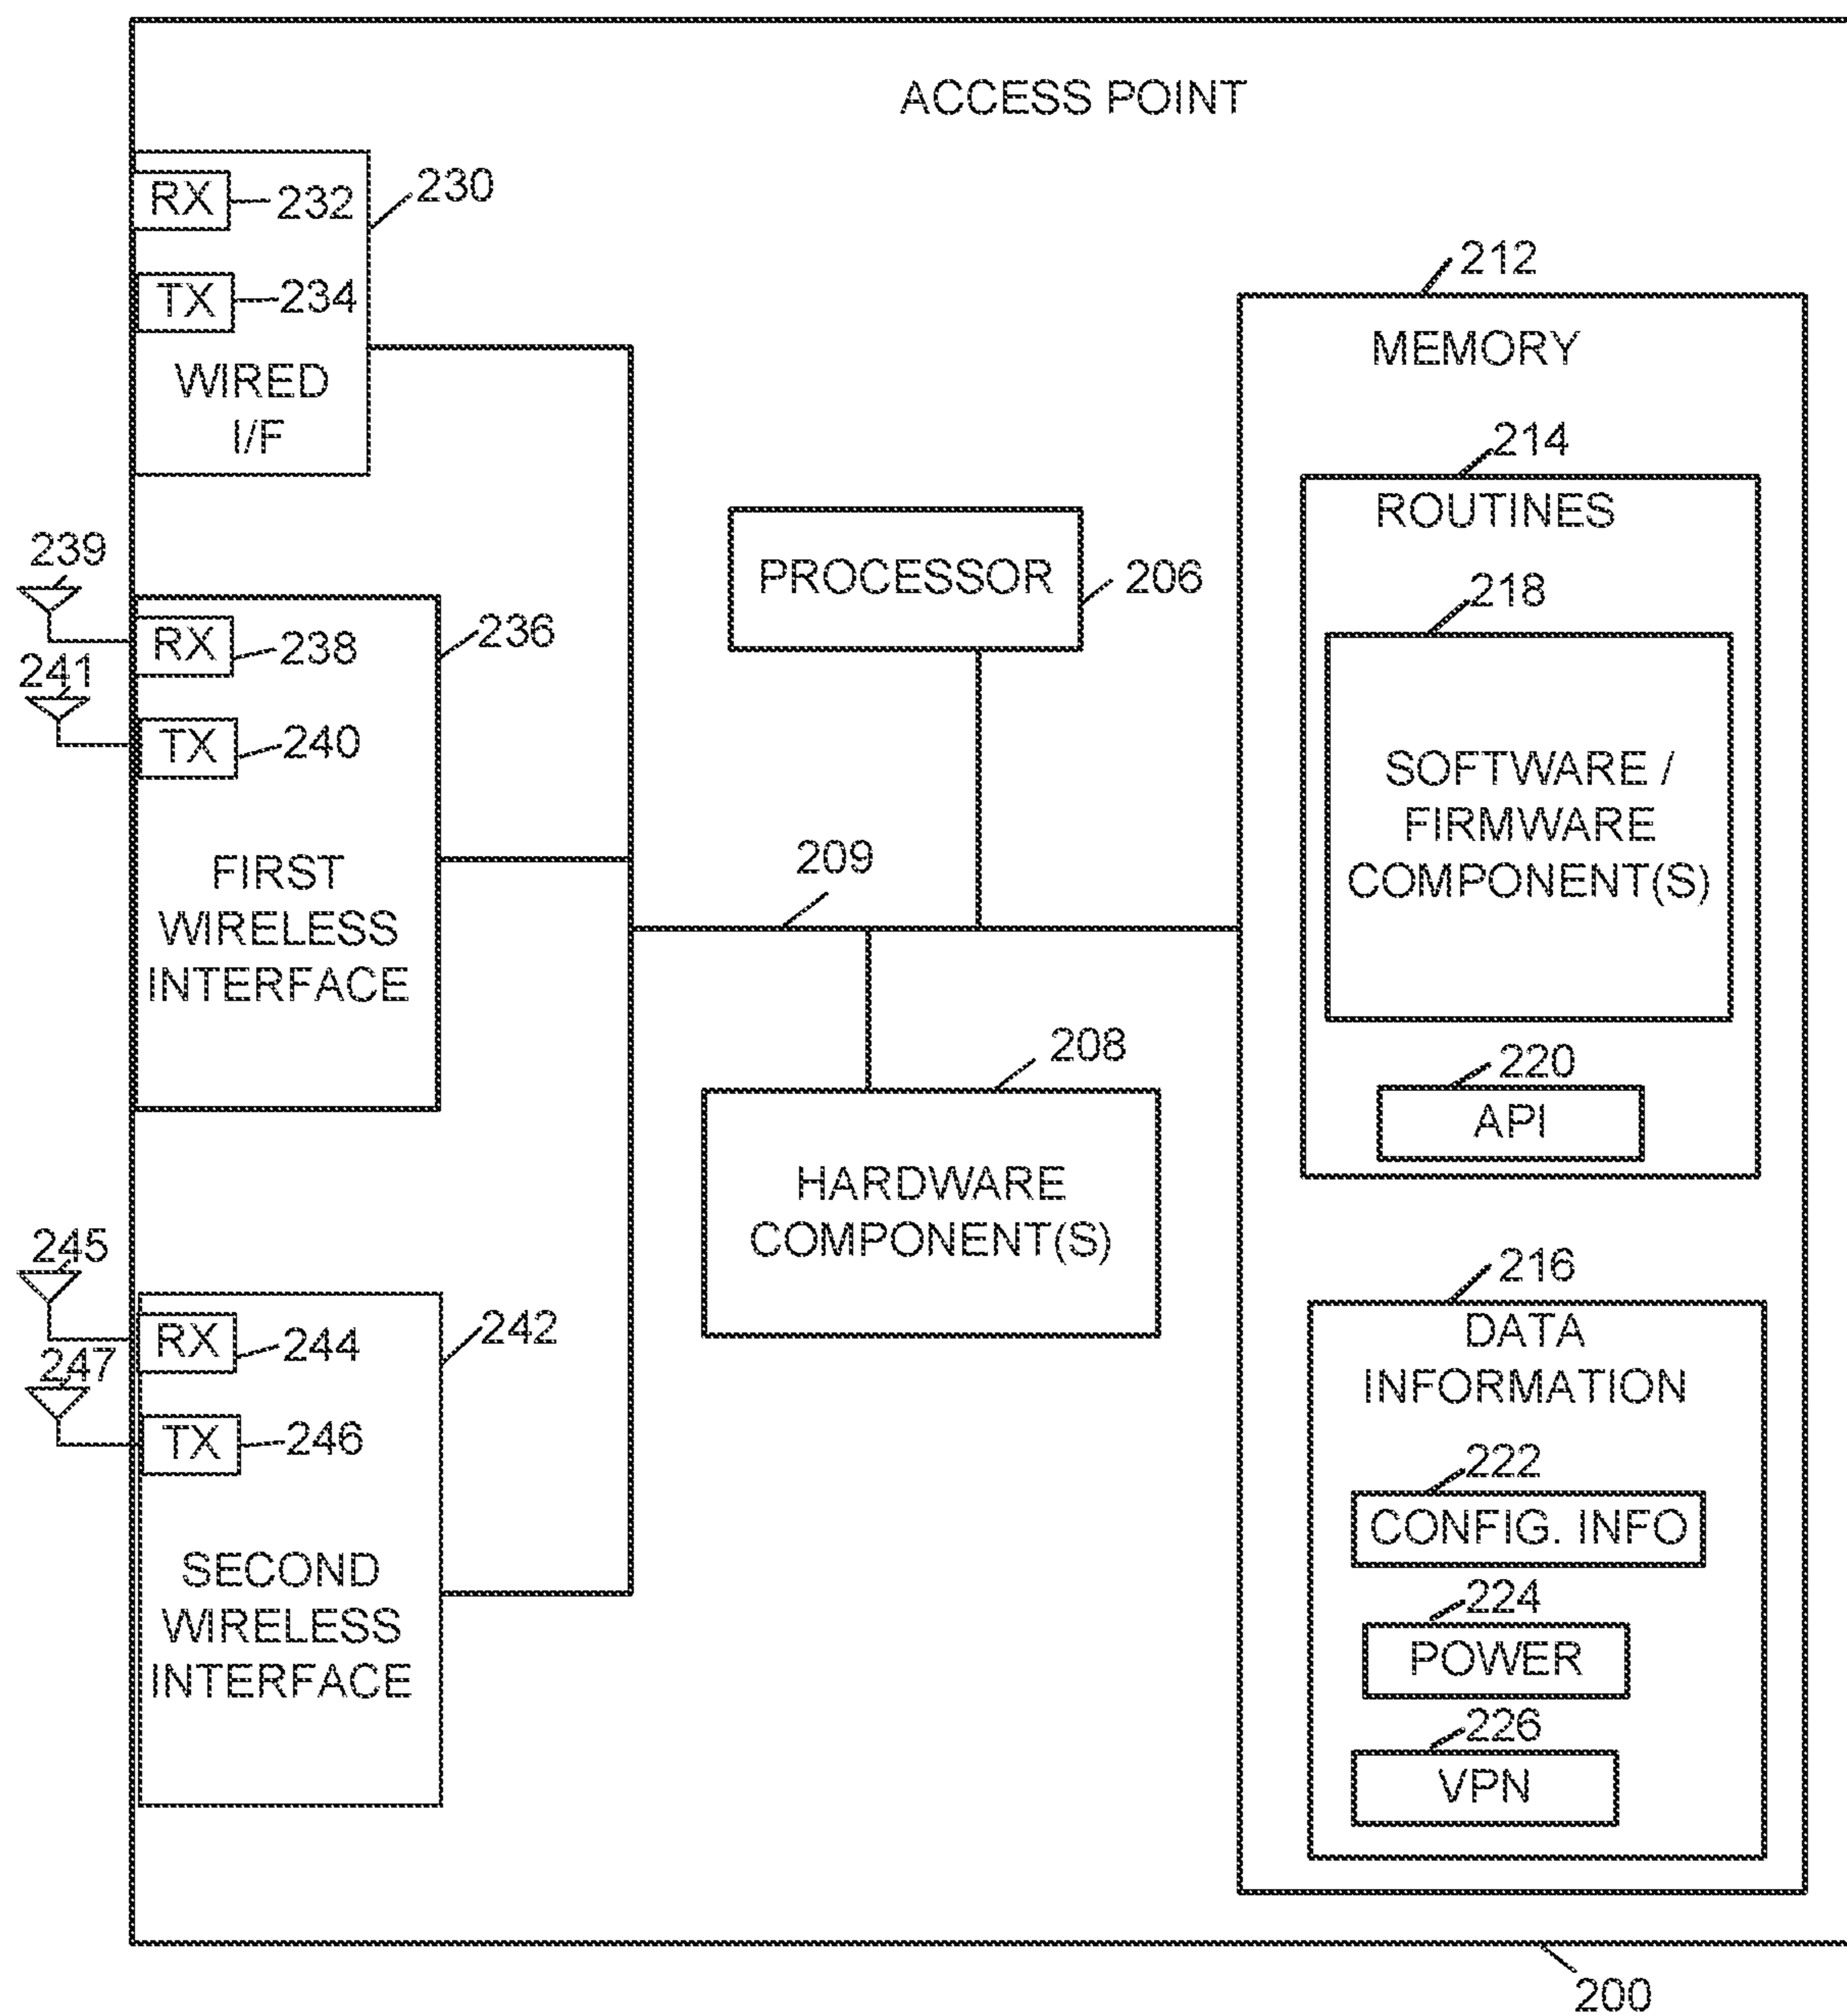 ACCESS POINT
RX
232
230
TX
234
WIRED
I/F
239
RX
238
236
241
TX
240
FIRST
WIRELESS
INTERFACE
245
RX
244
242
247
TX
246
SECOND
WIRELESS
INTERFACE
PROCESSOR
206
209
208
HARDWARE
COMPONENT(S)
212
MEMORY
214
ROUTINES
218
SOFTWARE /
FIRMWARE
COMPONENT(S)
220
API
216
DATA
INFORMATION
222
CONFIG. INFO
224
POWER
226
VPN
200